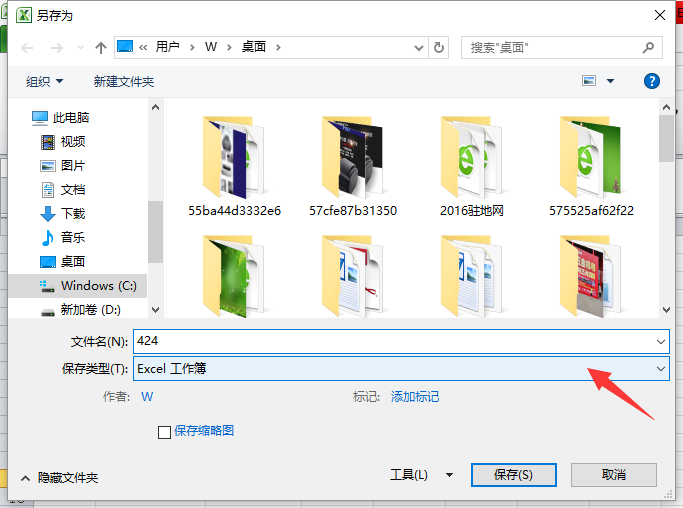 另存为
« 用户 › W › 桌面 ›
搜索"桌面"
组织
新建文件夹
此电脑
视频
图片
文档
下载
音乐
桌面
Windows (C:)
新加卷 (D:)
55ba44d3332e6
57cfe87b31350
2016驻地网
575525af62f22
文件名(N): 424
保存类型(T): Excel 工作簿
作者: W
标记: 添加标记
保存缩略图
隐藏文件夹
工具(L)
保存(S)
取消